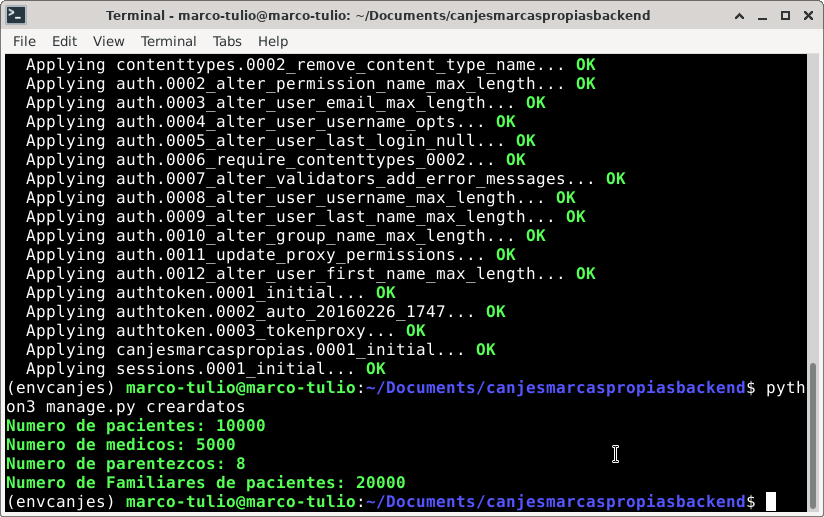 Terminal - marco-tulio@marco-tulio: ~/Documents/canjesmarcaspropiasbackend
File Edit View Terminal Tabs Help
Applying contenttypes.0002_remove_content_type_name... OK
Applying auth.0002_alter_permission_name_max_length... OK
Applying auth.0003_alter_user_email_max_length... OK
Applying auth.0004_alter_user_username_opts... OK
Applying auth.0005_alter_user_last_login_null... OK
Applying auth.0006_require_contenttypes_0002... OK
Applying auth.0007_alter_validators_add_error_messages... OK
Applying auth.0008_alter_user_username_max_length... OK
Applying auth.0009_alter_user_last_name_max_length... OK
Applying auth.0010_alter_group_name_max_length... OK
Applying auth.0011_update_proxy_permissions... OK
Applying auth.0012_alter_user_first_name_max_length... OK
Applying authtoken.0001_initial... OK
Applying authtoken.0002_auto_20160226_1747... OK
Applying authtoken.0003_tokenproxy... OK
Applying canjesmarcaspropias.0001_initial... OK
Applying sessions.0001_initial... OK
(envcanjes) marco-tulio@marco-tulio:~/Documents/canjesmarcaspropiasbackend$ pyth
on3 manage.py creardatos
Numero de pacientes: 10000
Numero de medicos: 5000
Numero de parentezcos: 8
Numero de Familiares de pacientes: 20000
(envcanjes) marco-tulio@marco-tulio:~/Documents/canjesmarcaspropiasbackend$